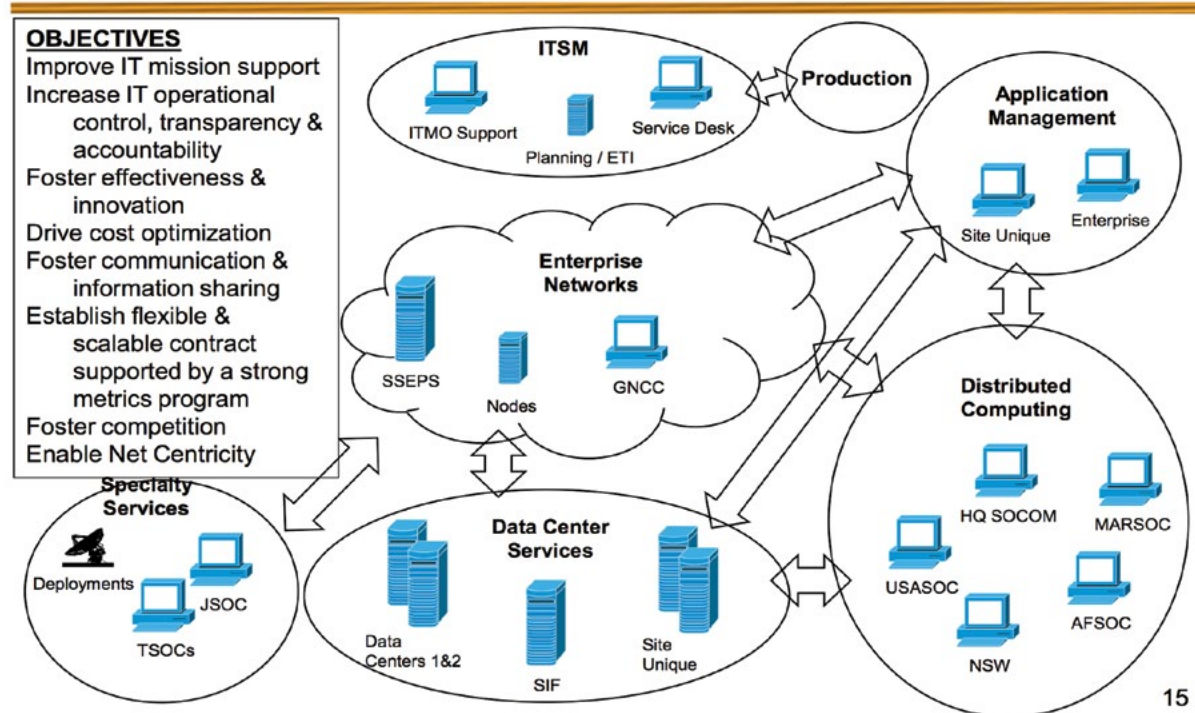 OBJECTIVES
Improve IT mission support
Increase IT operational
control, transparency &
accountability
Foster effectiveness &
innovation
Drive cost optimization
Foster communication &
information sharing
Establish flexible &
scalable contract
supported by a strong
metrics program
Foster competition
Enable Net Centricity
ITSM
ITMO Support
Planning / ETI
Service Desk
Production
Application
Management
Site Unique
Enterprise
Enterprise
Networks
SSEPS
Nodes
GNCC
Distributed
Computing
HQ SOCOM
MARSOC
USASOC
AFSOC
NSW
Specialty
Services
Deployments
JSOC
TSOCs
Data Center
Services
Data
Centers 1&2
SIF
Site
Unique
15